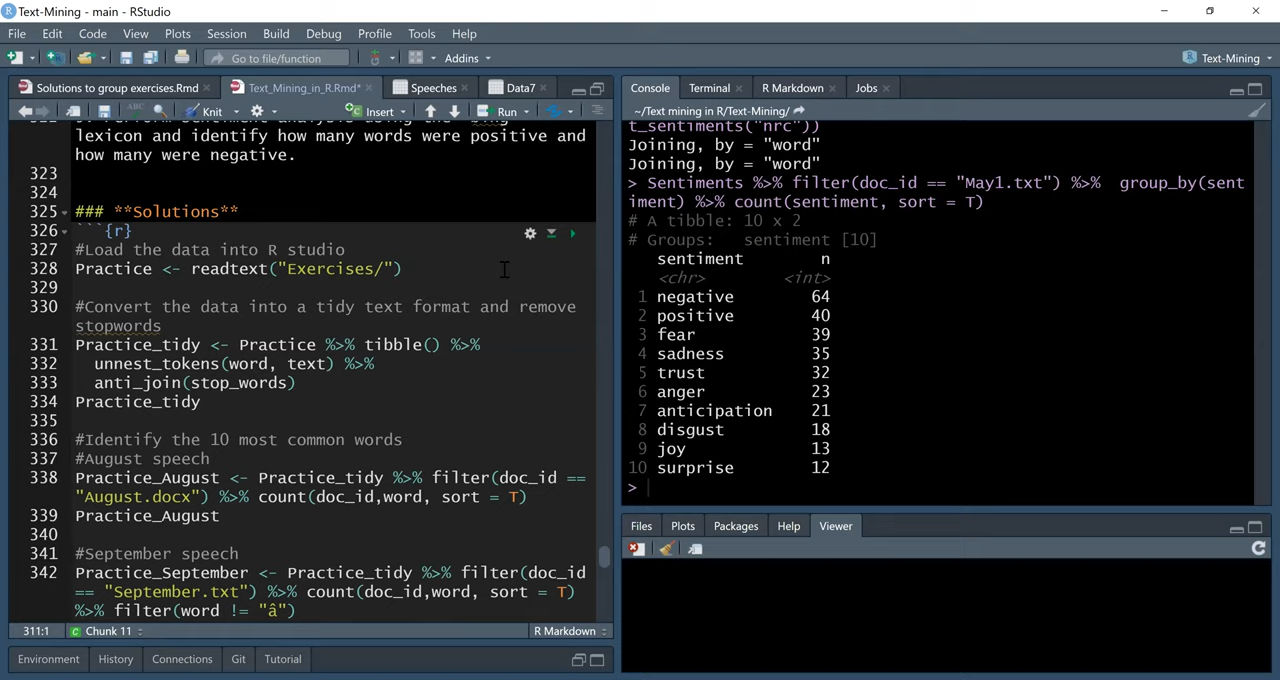 Text-Mining - main - RStudio
File Edit Code View Plots Session Build Debug Profile Tools Help
Go to file/function Addins Text-Mining
Solutions to group exercises.Rmd Text_Mining_in_R.Rmd* Speeches Data7
ABC Knit Insert Run
lexicon and identify how many words were positive and
how many were negative.
323
324
325 ### **Solutions**
326 ```{r}
327 #Load the data into R studio
328 Practice <- readtext("Exercises/")
329
330 #Convert the data into a tidy text format and remove
stopwords
331 Practice_tidy <- Practice %>% tibble() %>%
332 unnest_tokens(word, text) %>%
333 anti_join(stop_words)
334 Practice_tidy
335
336 #Identify the 10 most common words
337 #August speech
338 Practice_August <- Practice_tidy %>% filter(doc_id ==
"August.docx") %>% count(doc_id,word, sort = T)
339 Practice_August
340
341 #September speech
342 Practice_September <- Practice_tidy %>% filter(doc_id
== "September.txt") %>% count(doc_id,word, sort = T)
%>% filter(word != "â")
311:1 C Chunk 11 R Markdown
Environment History Connections Git Tutorial
Console Terminal R Markdown Jobs
~/Text mining in R/Text-Mining/
t_sentiments("nrc"))
Joining, by = "word"
Joining, by = "word"
> Sentiments %>% filter(doc_id == "May1.txt") %>% group_by(sent
iment) %>% count(sentiment, sort = T)
# A tibble: 10 x 2
# Groups: sentiment [10]
sentiment n
<chr> <int>
1 negative 64
2 positive 40
3 fear 39
4 sadness 35
5 trust 32
6 anger 23
7 anticipation 21
8 disgust 18
9 joy 13
10 surprise 12
>
Files Plots Packages Help Viewer